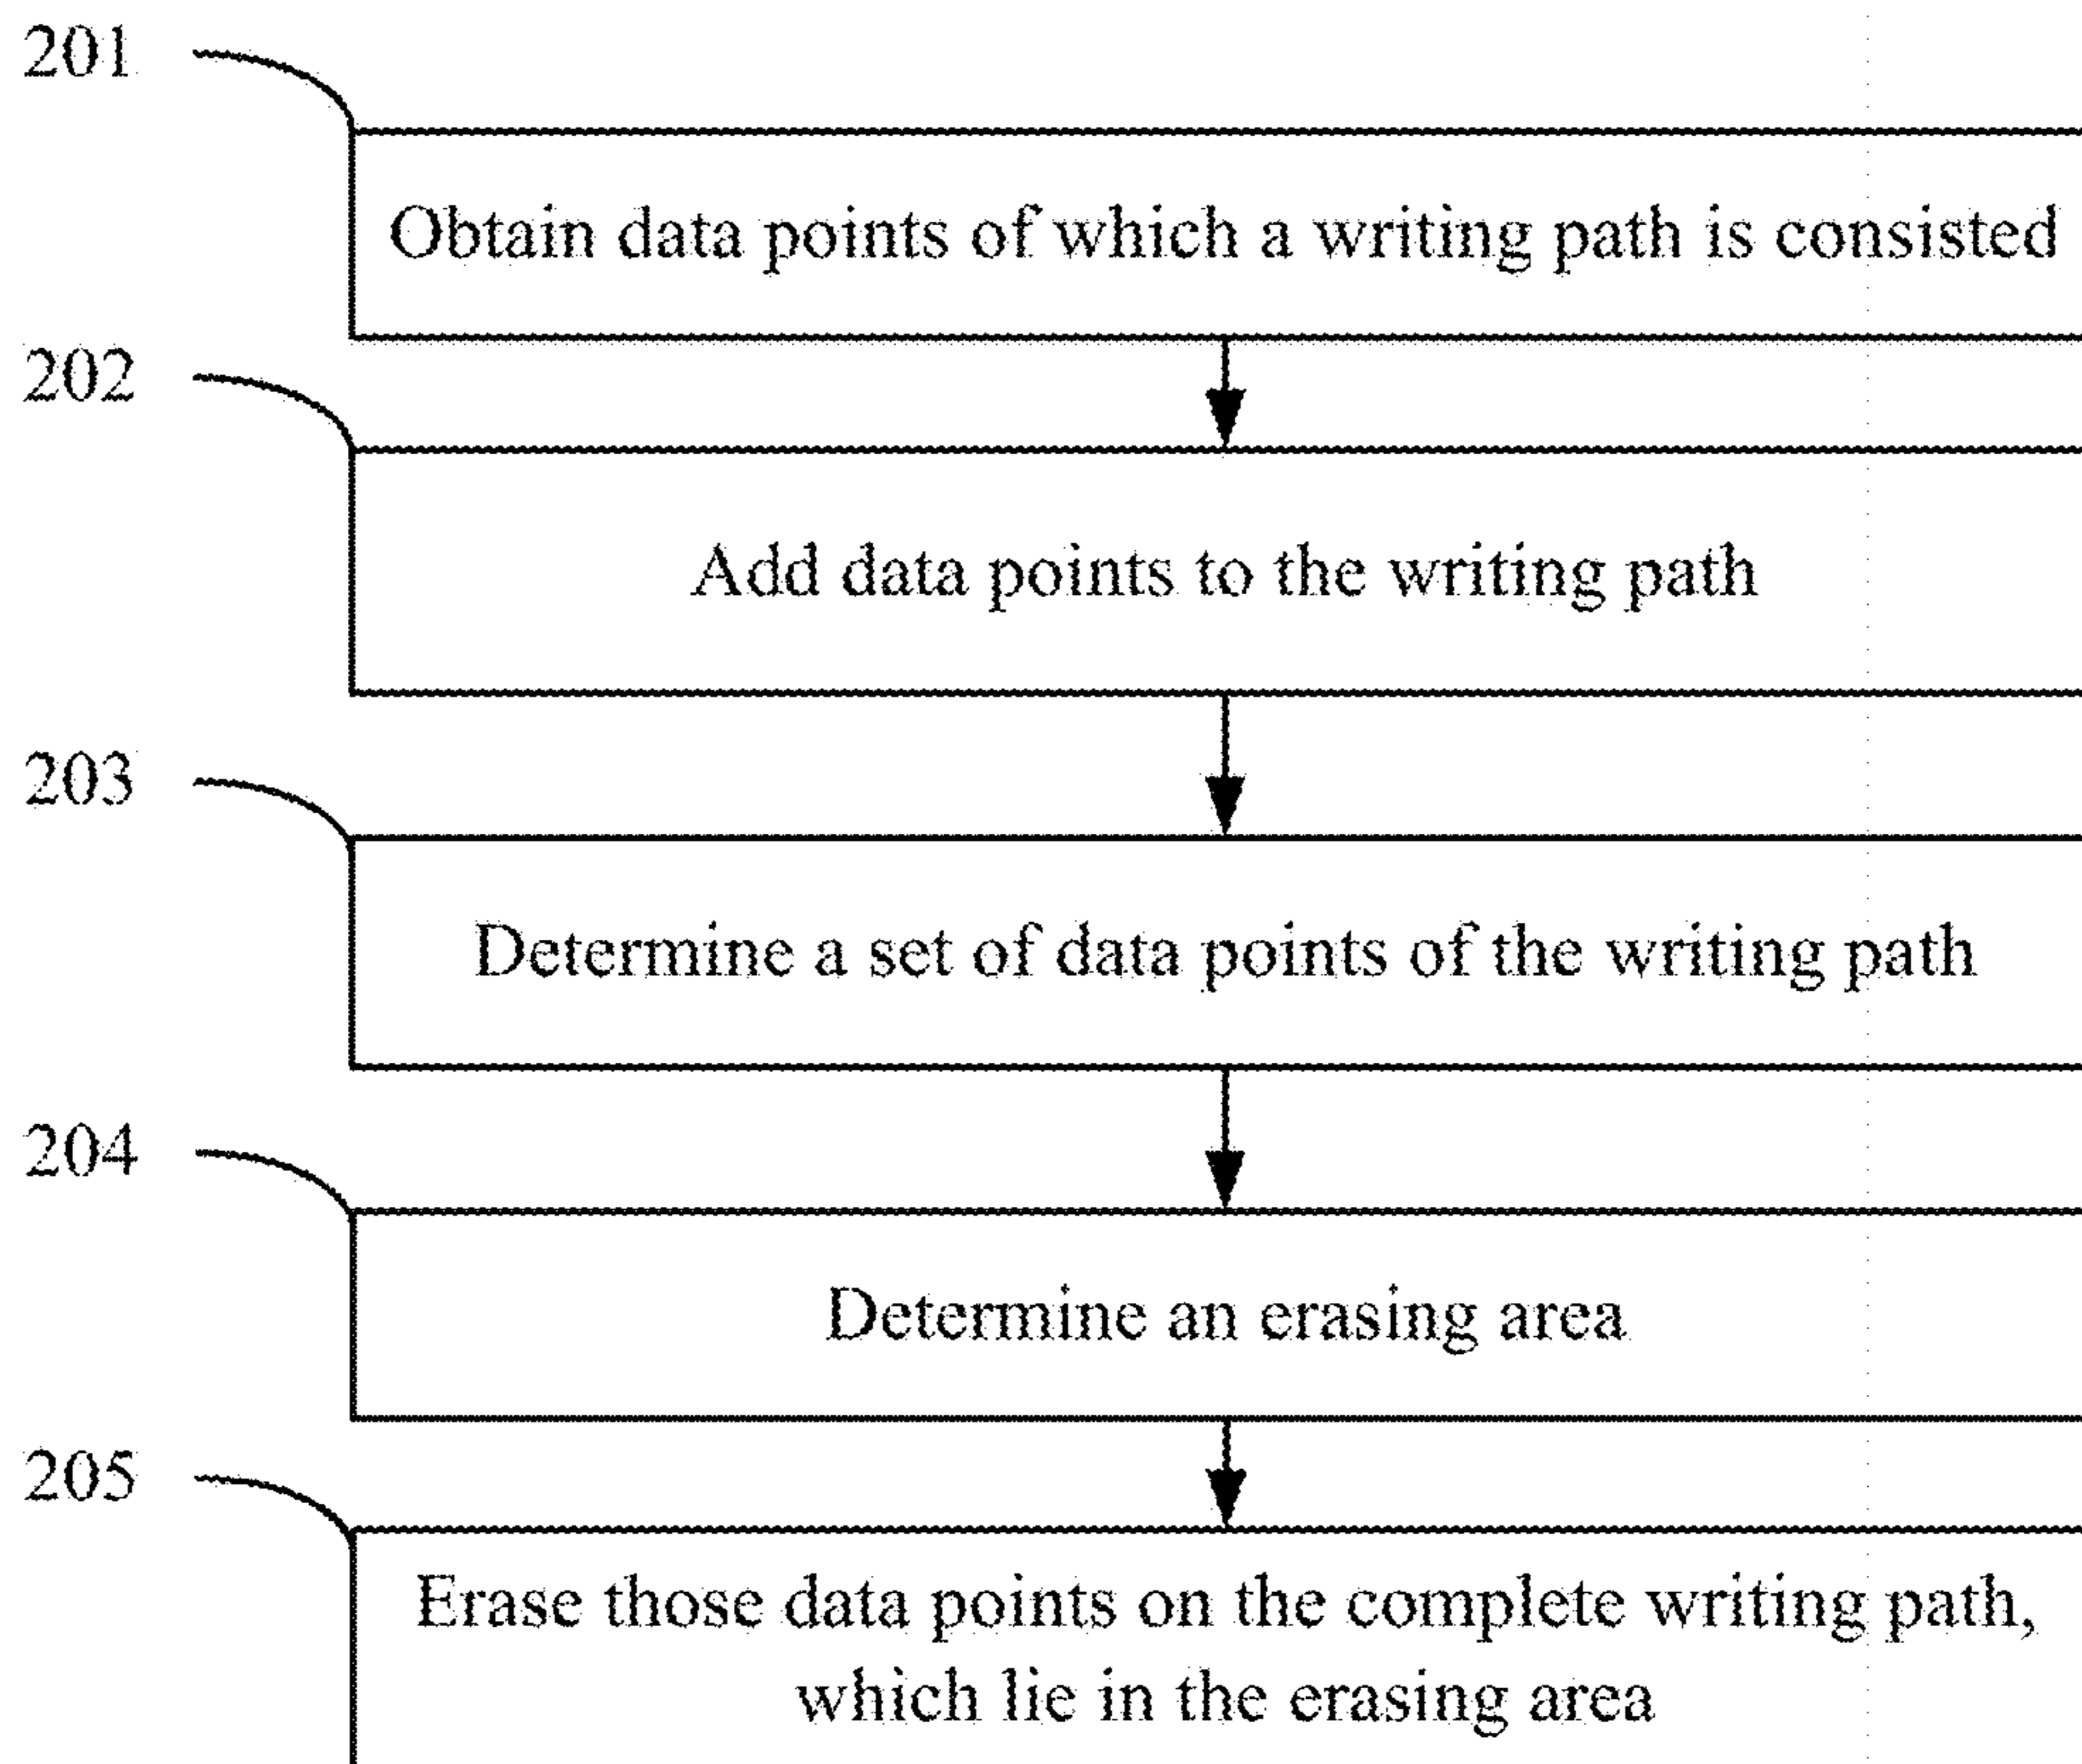 201
Obtain data points of which a writing path is consisted
202
Add data points to the writing path
203
Determine a set of data points of the writing path
204
Determine an erasing area
205
Erase those data points on the complete writing path,
which lie in the erasing area